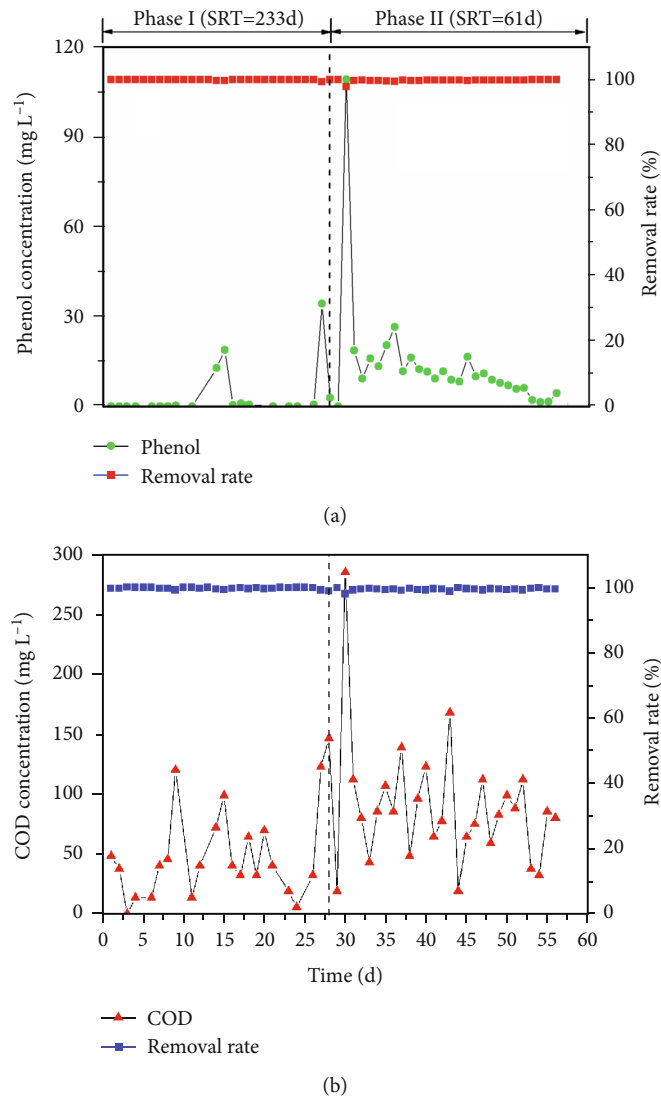 Phase I (SRT=233d) Phase II (SRT=61d)
120
90
60
30
0
Phenol concentration (mg L⁻¹)
100
80
60
40
20
0
Removal rate (%)
Phenol
Removal rate
(a)
300
250
200
150
100
50
0
COD concentration (mg L⁻¹)
100
80
60
40
20
0
Removal rate (%)
0 5 10 15 20 25 30 35 40 45 50 55 60
Time (d)
COD
Removal rate
(b)